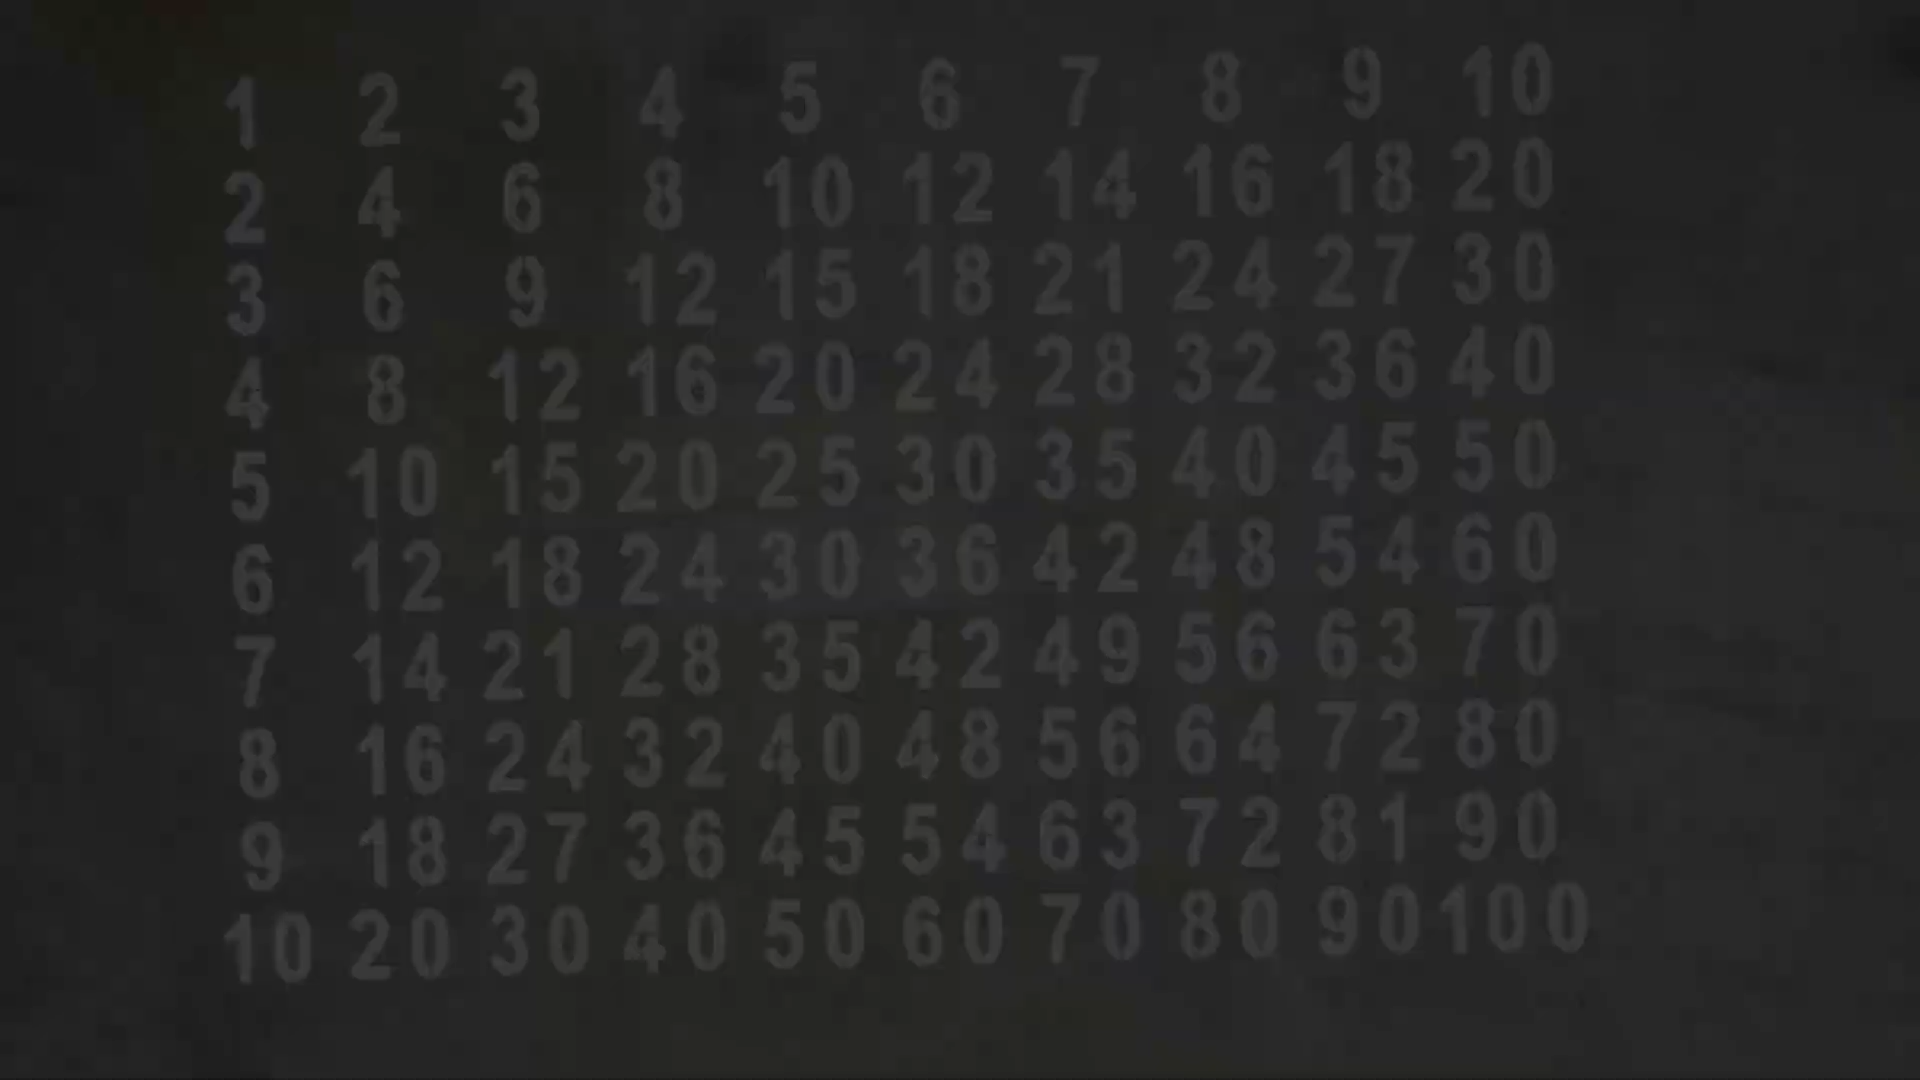 1 2 3 4 5 6 7 8 9 10
2 4 6 8 10 12 14 16 18 20
3 6 9 12 15 18 21 24 27 30
4 8 12 16 20 24 28 32 36 40
5 10 15 20 25 30 35 40 45 50
6 12 18 24 30 36 42 48 54 60
7 14 21 28 35 42 49 56 63 70
8 16 24 32 40 48 56 64 72 80
9 18 27 36 45 54 63 72 81 90
10 20 30 40 50 60 70 80 90 100